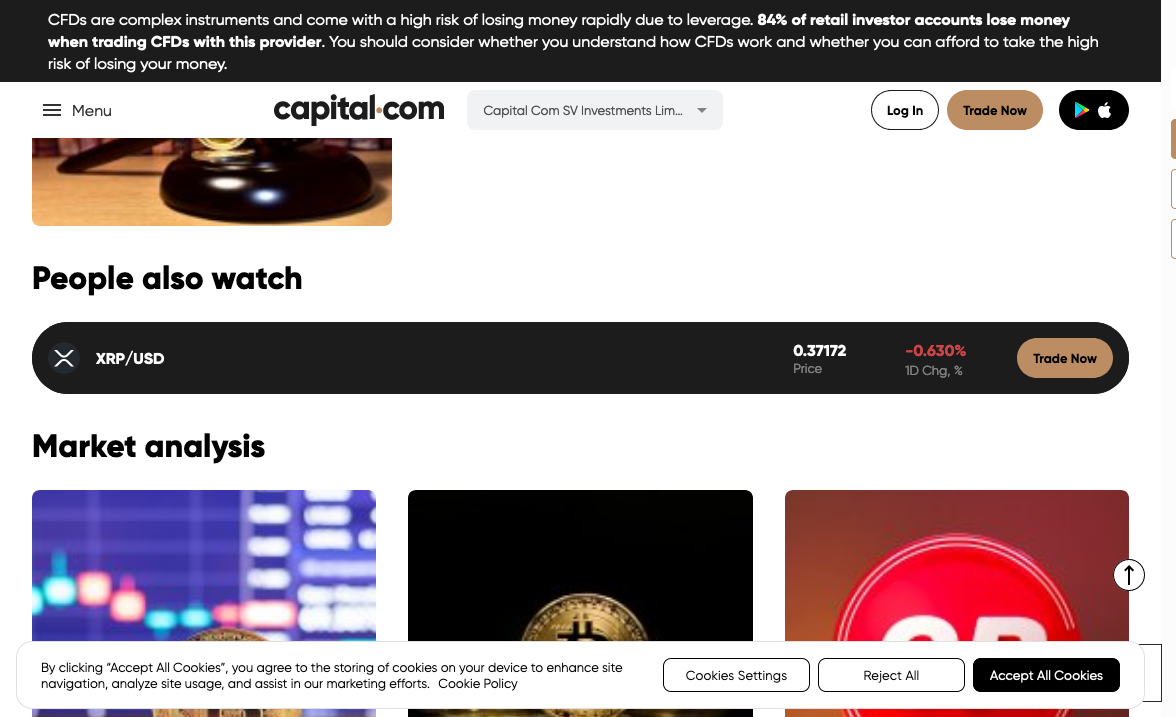 CFDs are complex instruments and come with a high risk of losing money rapidly due to leverage. 84% of retail investor accounts lose money
when trading CFDs with this provider. You should consider whether you understand how CFDs work and whether you can afford to take the high
risk of losing your money.
Menu
capital.com
Capital Com SV Investments Lim...
Log In
Trade Now
People also watch
XRP/USD
0.37172
Price
-0.630%
1D Chg, %
Trade Now
Market analysis
By clicking “Accept All Cookies”, you agree to the storing of cookies on your device to enhance site
navigation, analyze site usage, and assist in our marketing efforts. Cookie Policy
Cookies Settings
Reject All
Accept All Cookies